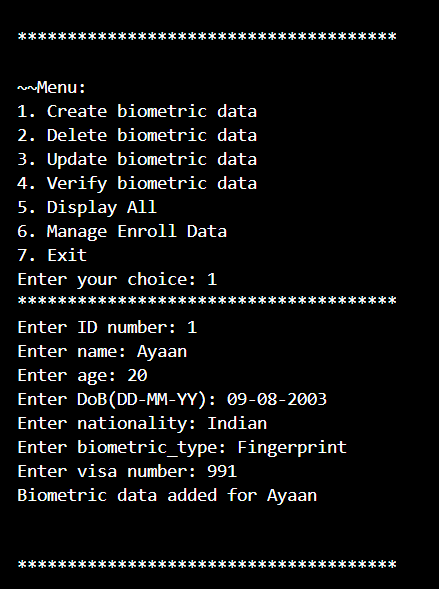 **************************************
~~Menu:
1. Create biometric data
2. Delete biometric data
3. Update biometric data
4. Verify biometric data
5. Display All
6. Manage Enroll Data
7. Exit
Enter your choice: 1
**************************************
Enter ID number: 1
Enter name: Ayaan
Enter age: 20
Enter DoB(DD-MM-YY): 09-08-2003
Enter nationality: Indian
Enter biometric_type: Fingerprint
Enter visa number: 991
Biometric data added for Ayaan
**************************************